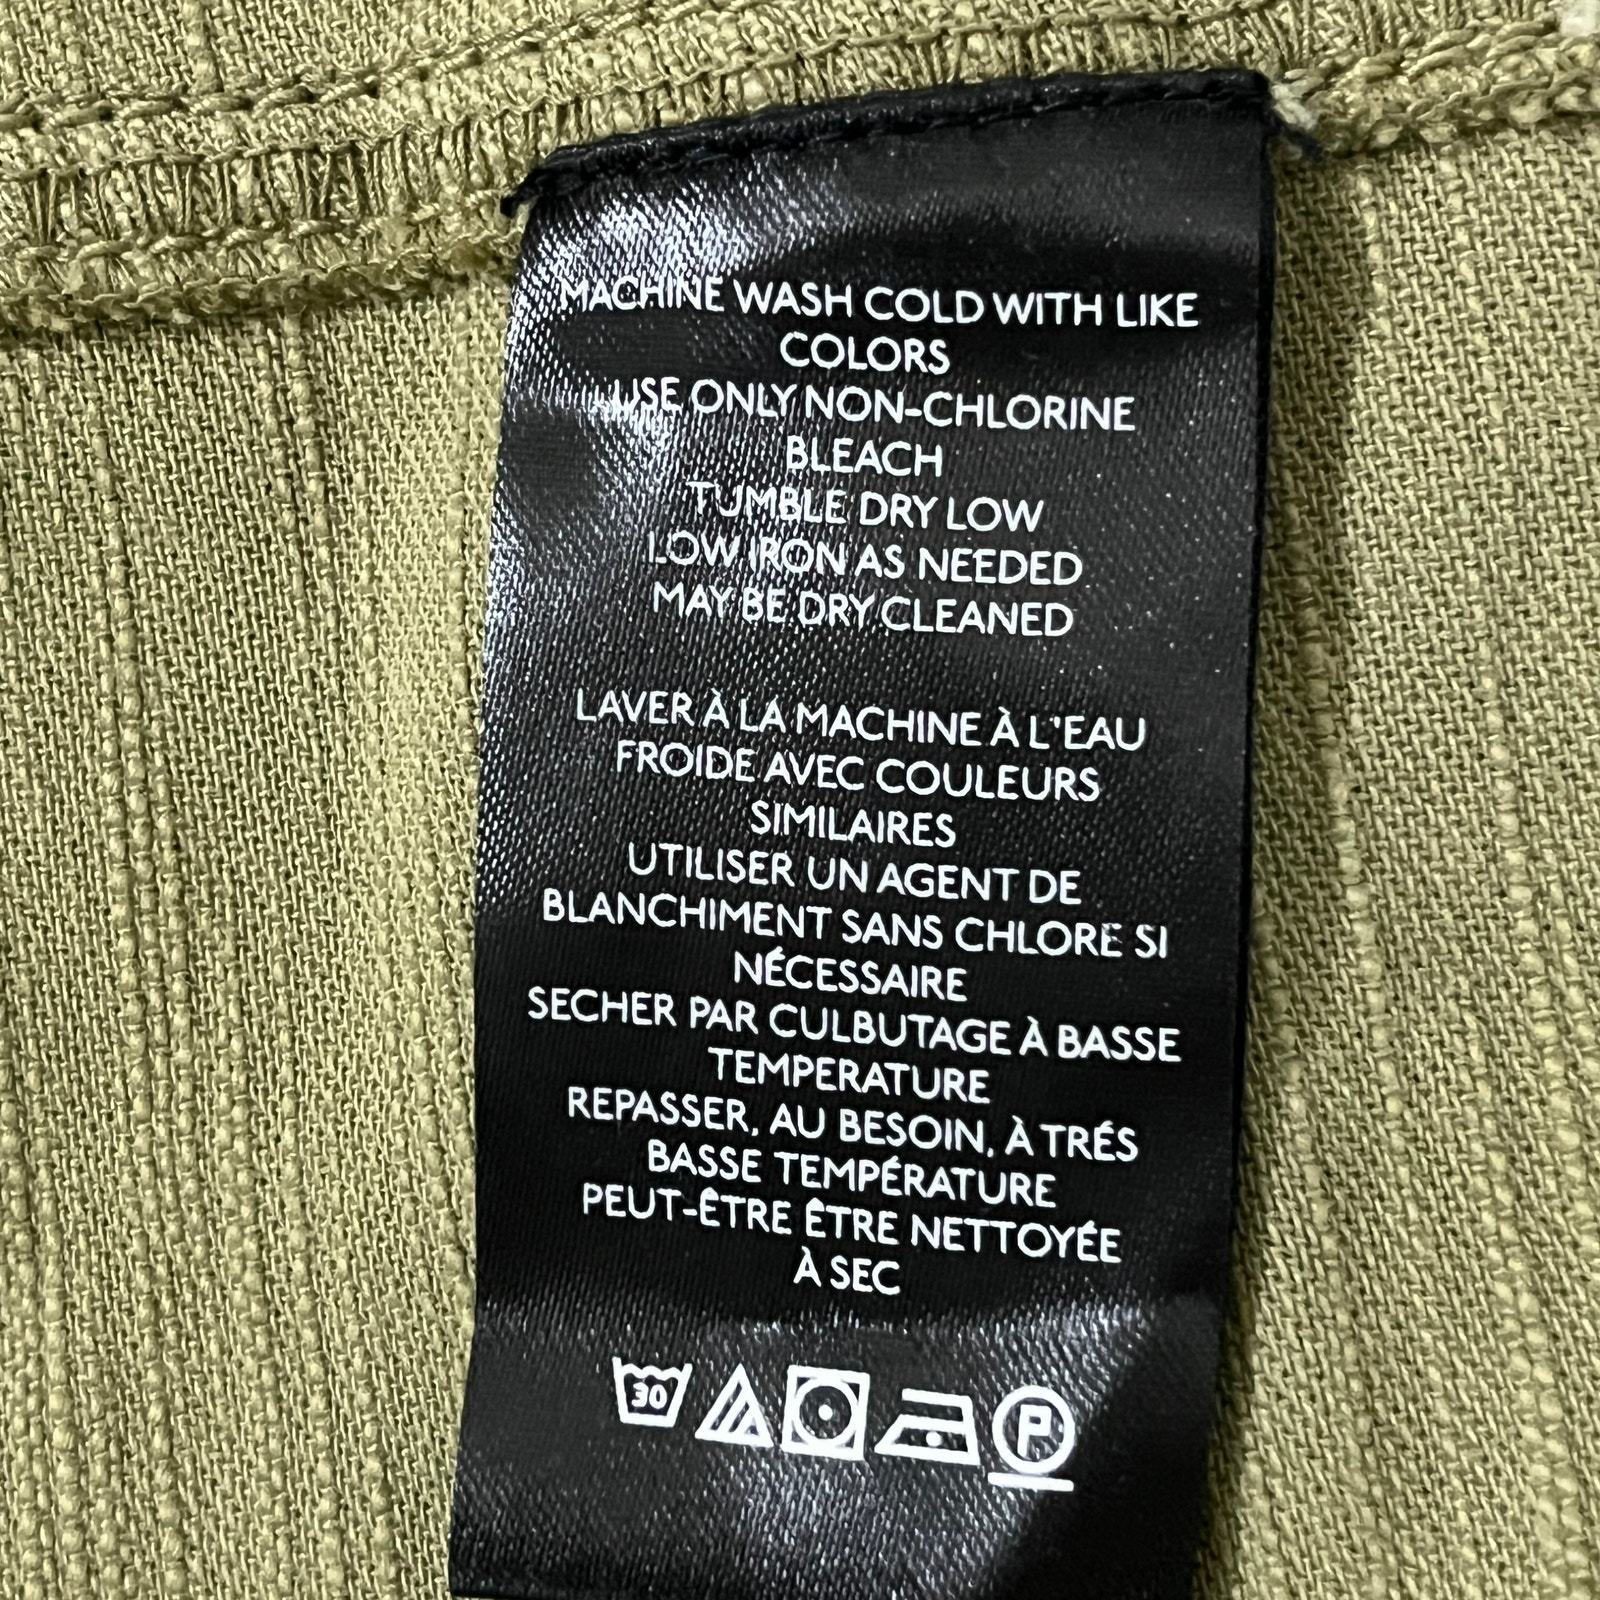 MACHINE WASH COLD WITH LIKE
COLORS
USE ONLY NON-CHLORINE
BLEACH
TUMBLE DRY LOW
LOW IRON AS NEEDED
MAY BE DRY CLEANED
LAVER À LA MACHINE À L'EAU
FROIDE AVEC COULEURS
SIMILAIRES
UTILISER UN AGENT DE
BLANCHIMENT SANS CHLORE SI
NÉCESSAIRE
SECHER PAR CULBUTAGE À BASSE
TEMPERATURE
REPASSER, AU BESOIN, À TRÉS
BASSE TEMPÉRATURE
PEUT-ÊTRE ÊTRE NETTOYÉE
À SEC
30 P